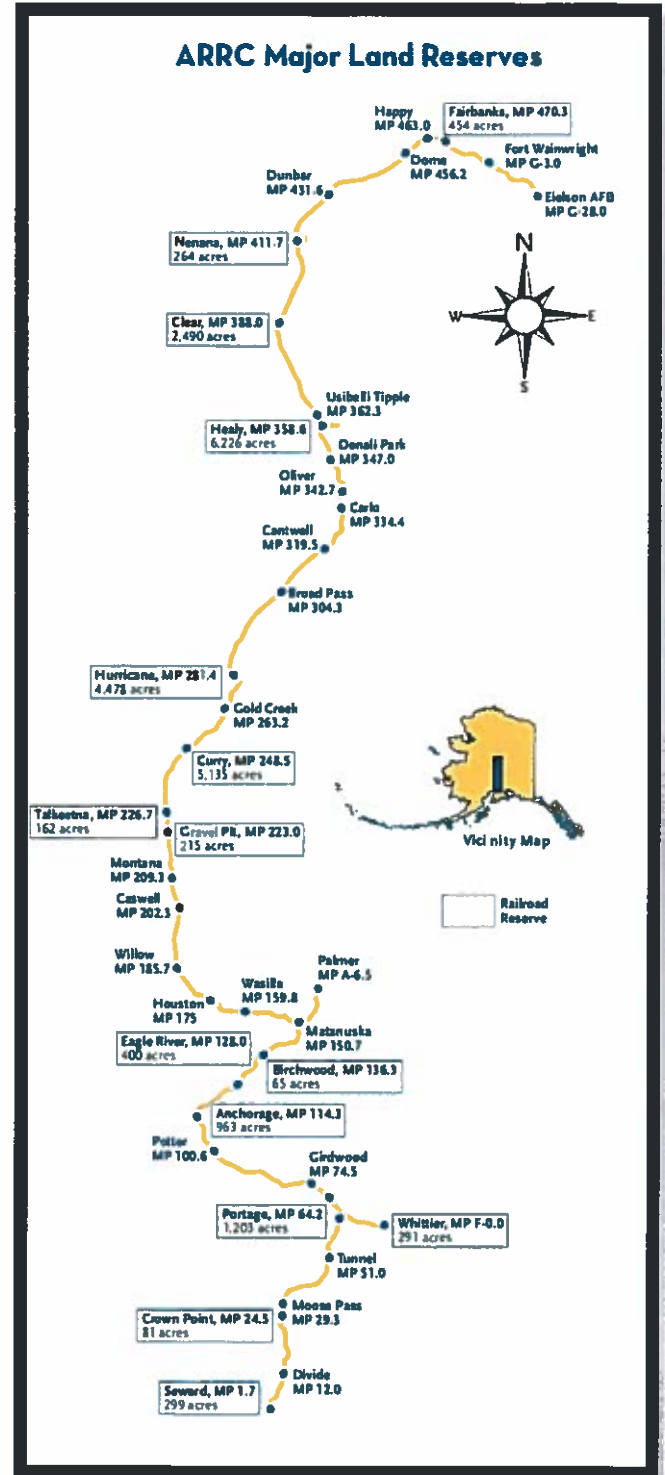 ARRC Major Land Reserves
Happy
MP 463.0
Fairbanks, MP 470.3
454 acres
Dome
MP 456.2
Fort Wainwright
MP G-3.0
Eielson AFB
MP G-28.0
Dunbar
MP 431.6
Nenana, MP 411.7
264 acres
N
W
E
S
Clear, MP 388.0
2,490 acres
Usibelli Tipple
MP 362.3
Healy, MP 358.6
6,226 acres
Denali Park
MP 347.0
Oliver
MP 342.7
Carlo
MP 334.4
Cantwell
MP 319.5
Broad Pass
MP 304.3
Hurricane, MP 281.4
4,478 acres
Gold Creek
MP 263.2
Curry, MP 248.5
5,135 acres
Talkeetna, MP 226.7
162 acres
Gravel Pit, MP 223.0
215 acres
Vicinity Map
Montana
MP 209.3
Caswell
MP 202.3
Railroad
Reserve
Willow
MP 185.7
Palmer
MP A-6.5
Wasilla
MP 159.8
Houston
MP 175
Matanuska
MP 150.7
Eagle River, MP 128.0
400 acres
Birchwood, MP 136.3
65 acres
Anchorage, MP 114.3
963 acres
Potter
MP 100.6
Girdwood
MP 74.5
Portage, MP 64.2
1,203 acres
Whittier, MP F-0.0
291 acres
Tunnel
MP 51.0
Moose Pass
MP 29.3
Crown Point, MP 24.5
81 acres
Divide
MP 12.0
Seward, MP 1.7
299 acres